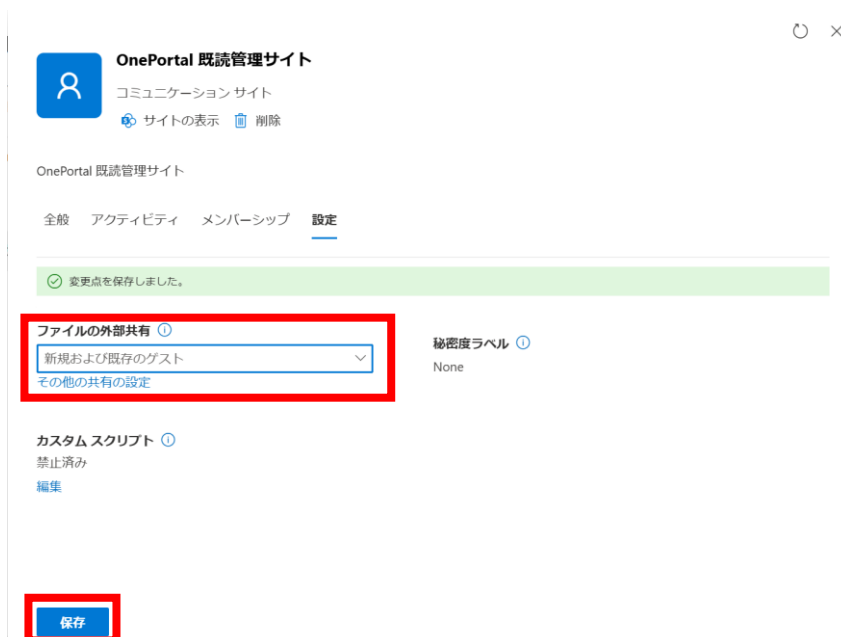 OnePortal 既読管理サイト
コミュニケーション サイト
サイトの表示 削除
OnePortal 既読管理サイト
全般 アクティビティ メンバーシップ 設定
変更点を保存しました。
ファイルの外部共有
新規および既存のゲスト
その他の共有の設定
秘密度ラベル
None
カスタム スクリプト
禁止済み
編集
保存